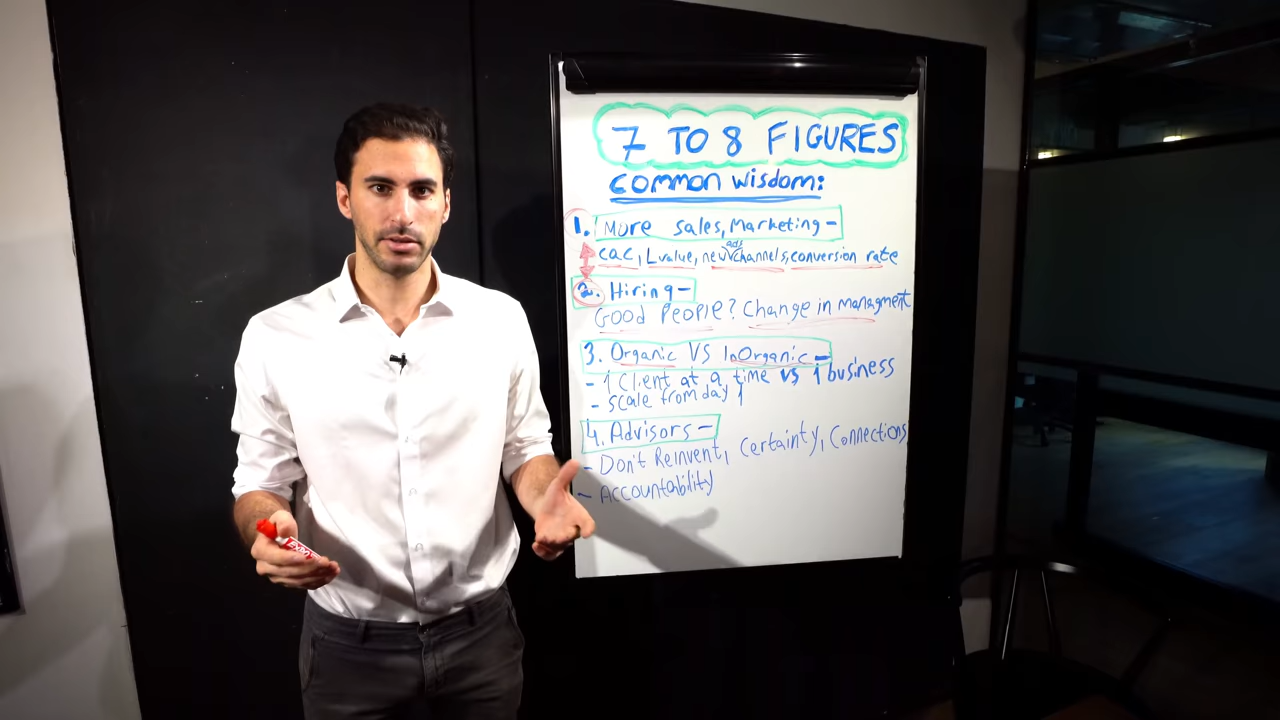 7 TO 8 FIGURES
COMMON WISDOM:
1. More sales, Marketing -
CAC, Lvalue, new ads channels, conversion rate
2. Hiring -
Good People? Change in managment
3. Organic VS InOrganic -
- 1 Client at a time vs 1 business
- scale from day 1
4. Advisors -
- Don't Reinvent, Certainty, Connections
- Accountability
EXPO